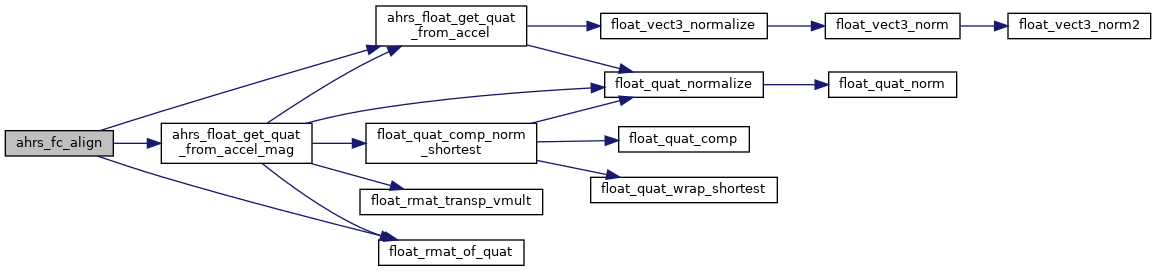 ahrs_fc_align
ahrs_float_get_quat
_from_accel
ahrs_float_get_quat
_from_accel_mag
float_vect3_normalize
float_vect3_norm
float_vect3_norm2
float_quat_normalize
float_quat_norm
float_quat_comp_norm
_shortest
float_quat_comp
float_quat_wrap_shortest
float_rmat_transp_vmult
float_rmat_of_quat